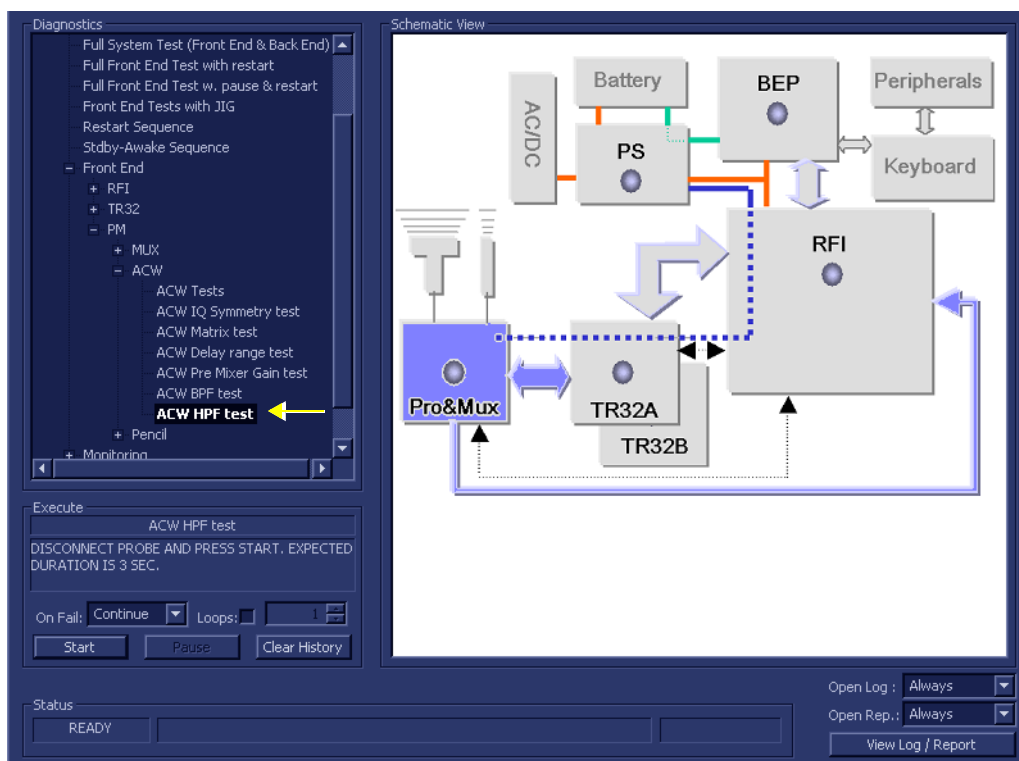 Diagnostics
Full System Test (Front End & Back End)
Full Front End Test with restart
Full Front End Test w. pause & restart
Front End Tests with JIG
Restart Sequence
Stdby-Awake Sequence
Front End
RFI
TR32
PM
MUX
ACW
ACW Tests
ACW IQ Symmetry test
ACW Matrix test
ACW Delay range test
ACW Pre Mixer Gain test
ACW BPF test
ACW HPF test
Pencil
Monitoring
Execute
ACW HPF test
DISCONNECT PROBE AND PRESS START. EXPECTED
DURATION IS 3 SEC.
On Fail: Continue Loops: 1
Start Pause Clear History
Schematic View
Battery
BEP
Peripherals
AC/DC
PS
Keyboard
RFI
Pro&Mux
TR32A
TR32B
Status
READY
Open Log : Always
Open Rep.: Always
View Log / Report